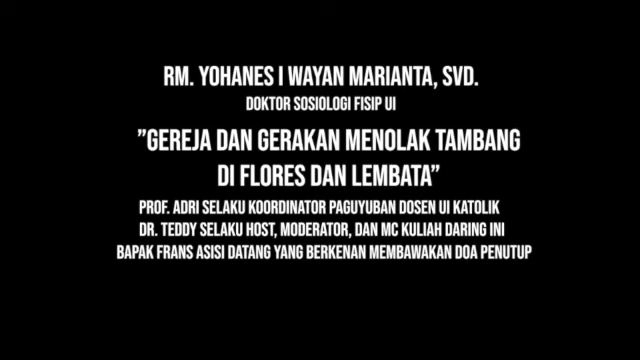 RM. YOHANES I WAYAN MARIANTA, SVD.
DOKTOR SOSIOLOGI FISIP UI
"GEREJA DAN GERAKAN MENOLAK TAMBANG
DI FLORES DAN LEMBATA"
PROF. ADRI SELAKU KOORDINATOR PAGUYUBAN DOSEN UI KATOLIK
DR. TEDDY SELAKU HOST, MODERATOR, DAN MC KULIAH DARING INI
BAPAK FRANS ASISI DATANG YANG BERKENAN MEMBAWAKAN DOA PENUTUP